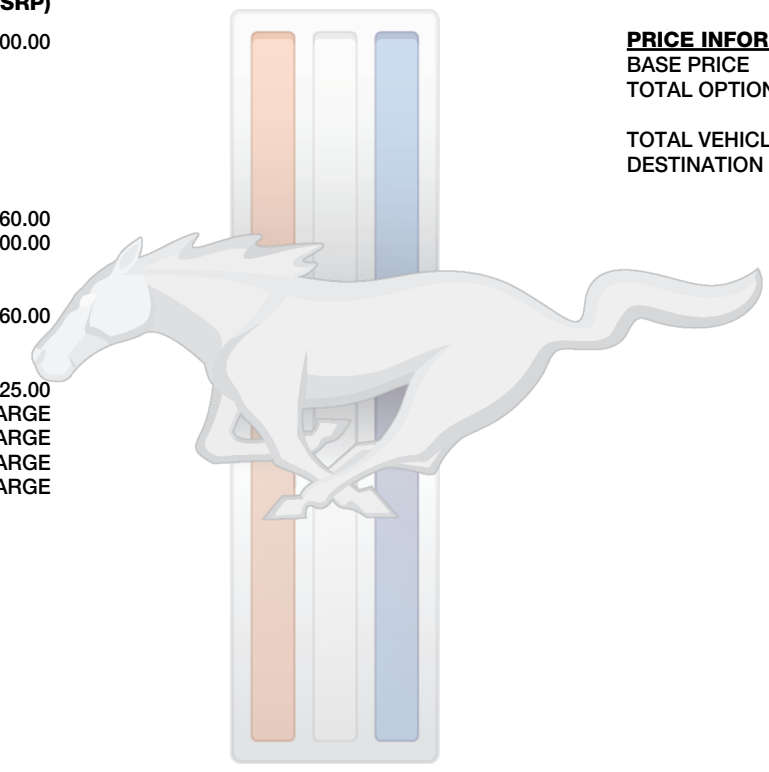 SRP)
00.00
60.00
00.00
60.00
25.00
ARGE
ARGE
ARGE
ARGE
PRICE INFOR
BASE PRICE
TOTAL OPTION
TOTAL VEHICL
DESTINATION